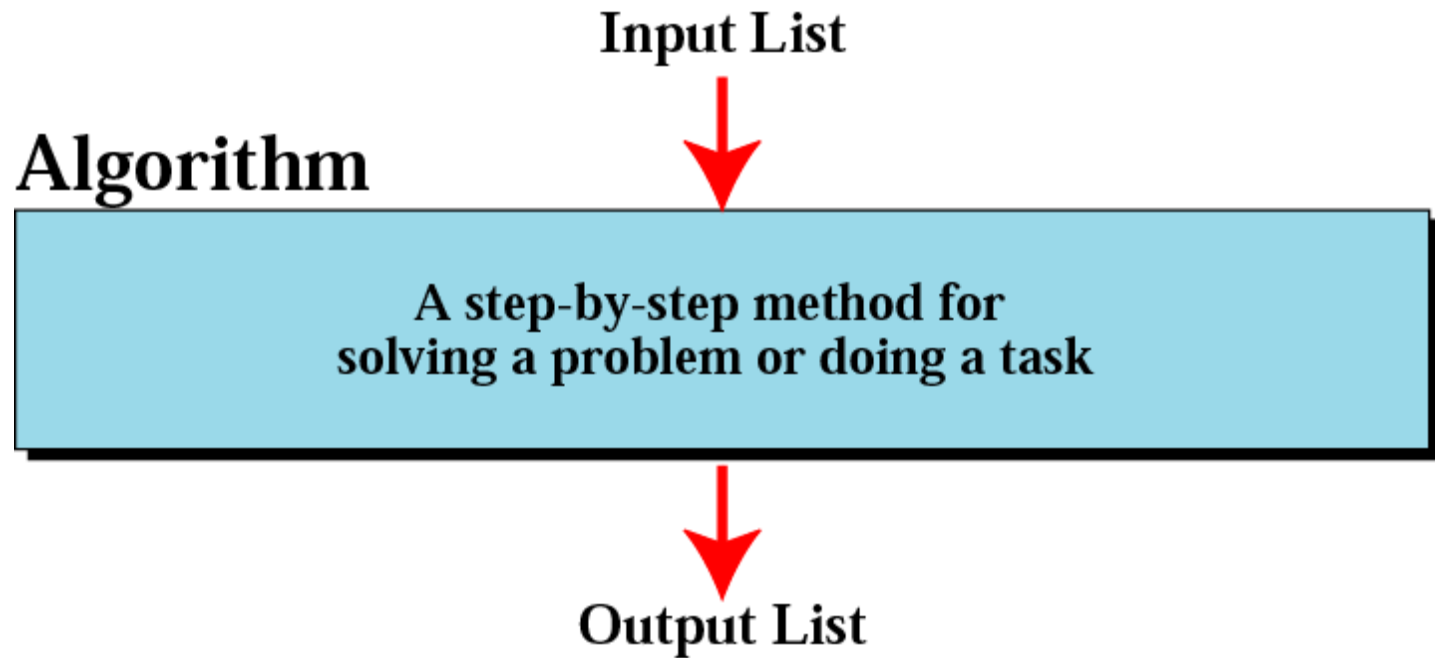 Input List
Algorithm
A step-by-step method for
solving a problem or doing a task
Output List